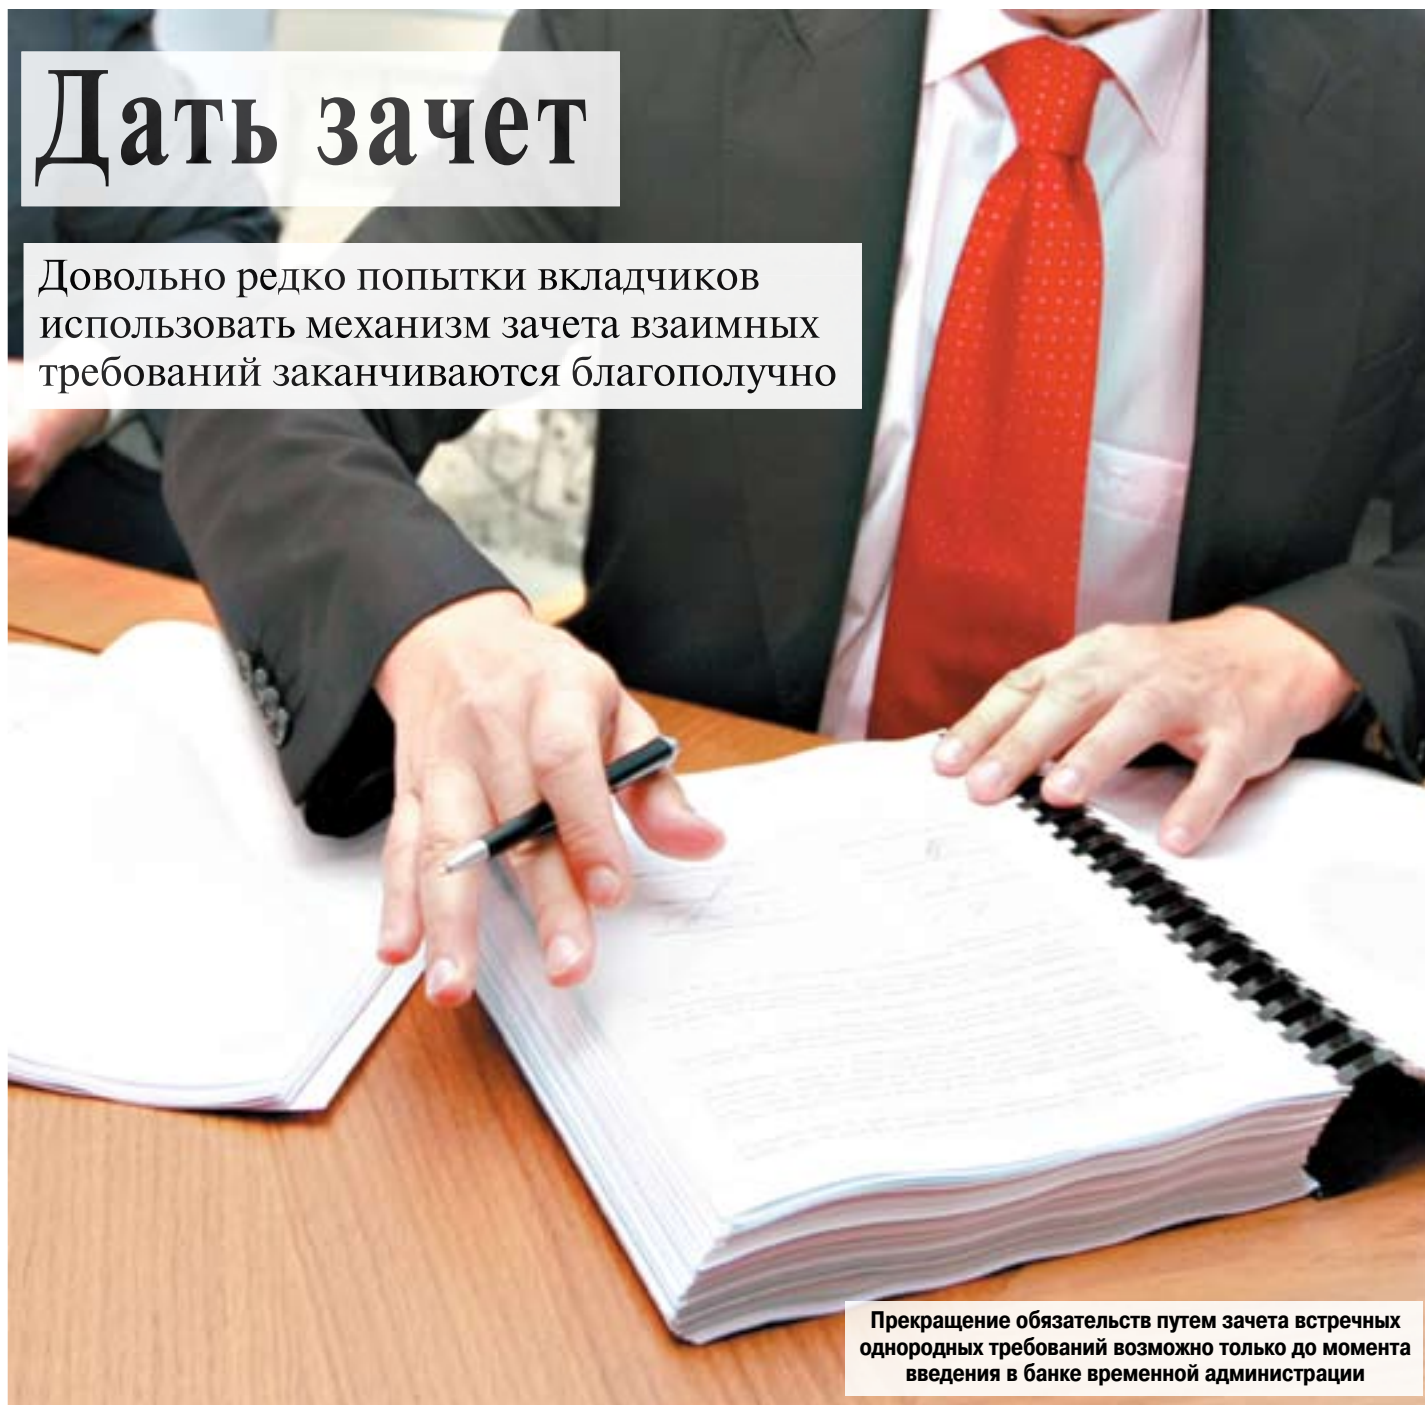 Дать зачет
Довольно редко попытки вкладчиков
использовать механизм зачета взаимных
требований заканчиваются благополучно
Прекращение обязательств путем зачета встречных
однородных требований возможно только до момента
введения в банке временной администрации